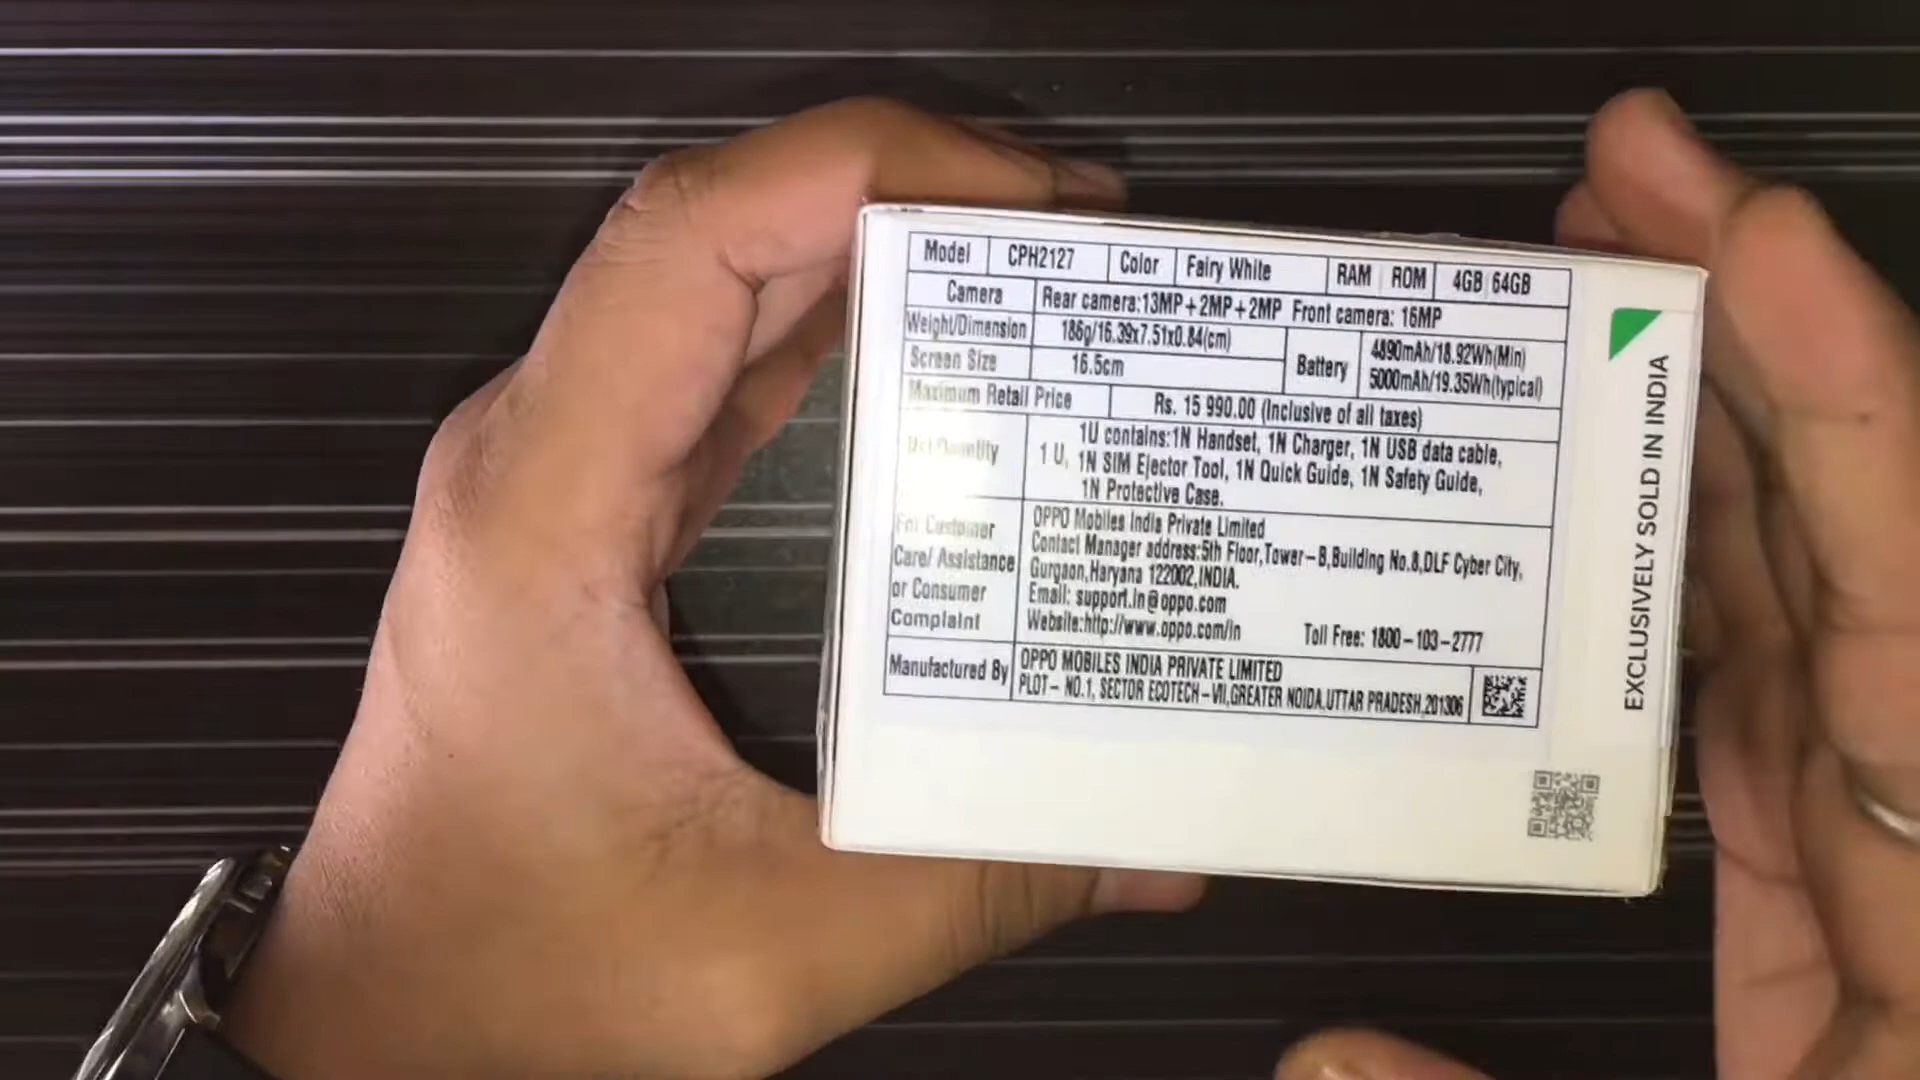 Model CPH2127 Color Fairy White RAM ROM 4GB 64GB
Camera Rear camera:13MP+2MP+2MP Front camera: 16MP
Weight/Dimension 186g/16.39x7.51x0.84(cm)
Screen Size 16.5cm
Battery 4890mAh/18.92Wh(Min)
5000mAh/19.35Wh(typical)
Maximum Retail Price Rs. 15 990.00 (Inclusive of all taxes)
Net Quantity 1 U, 1U contains:1N Handset, 1N Charger, 1N USB data cable,
1N SIM Ejector Tool, 1N Quick Guide, 1N Safety Guide,
1N Protective Case.
For Customer
Care/ Assistance
or Consumer
Complaint
OPPO Mobiles India Private Limited
Contact Manager address:5th Floor,Tower-B,Building No.8,DLF Cyber City,
Gurgaon,Haryana 122002,INDIA.
Email: support.in@oppo.com
Website:http://www.oppo.com/in Toll Free: 1800-103-2777
Manufactured By OPPO MOBILES INDIA PRIVATE LIMITED
PLOT- NO.1, SECTOR ECOTECH-VII,GREATER NOIDA,UTTAR PRADESH,201306
EXCLUSIVELY SOLD IN INDIA